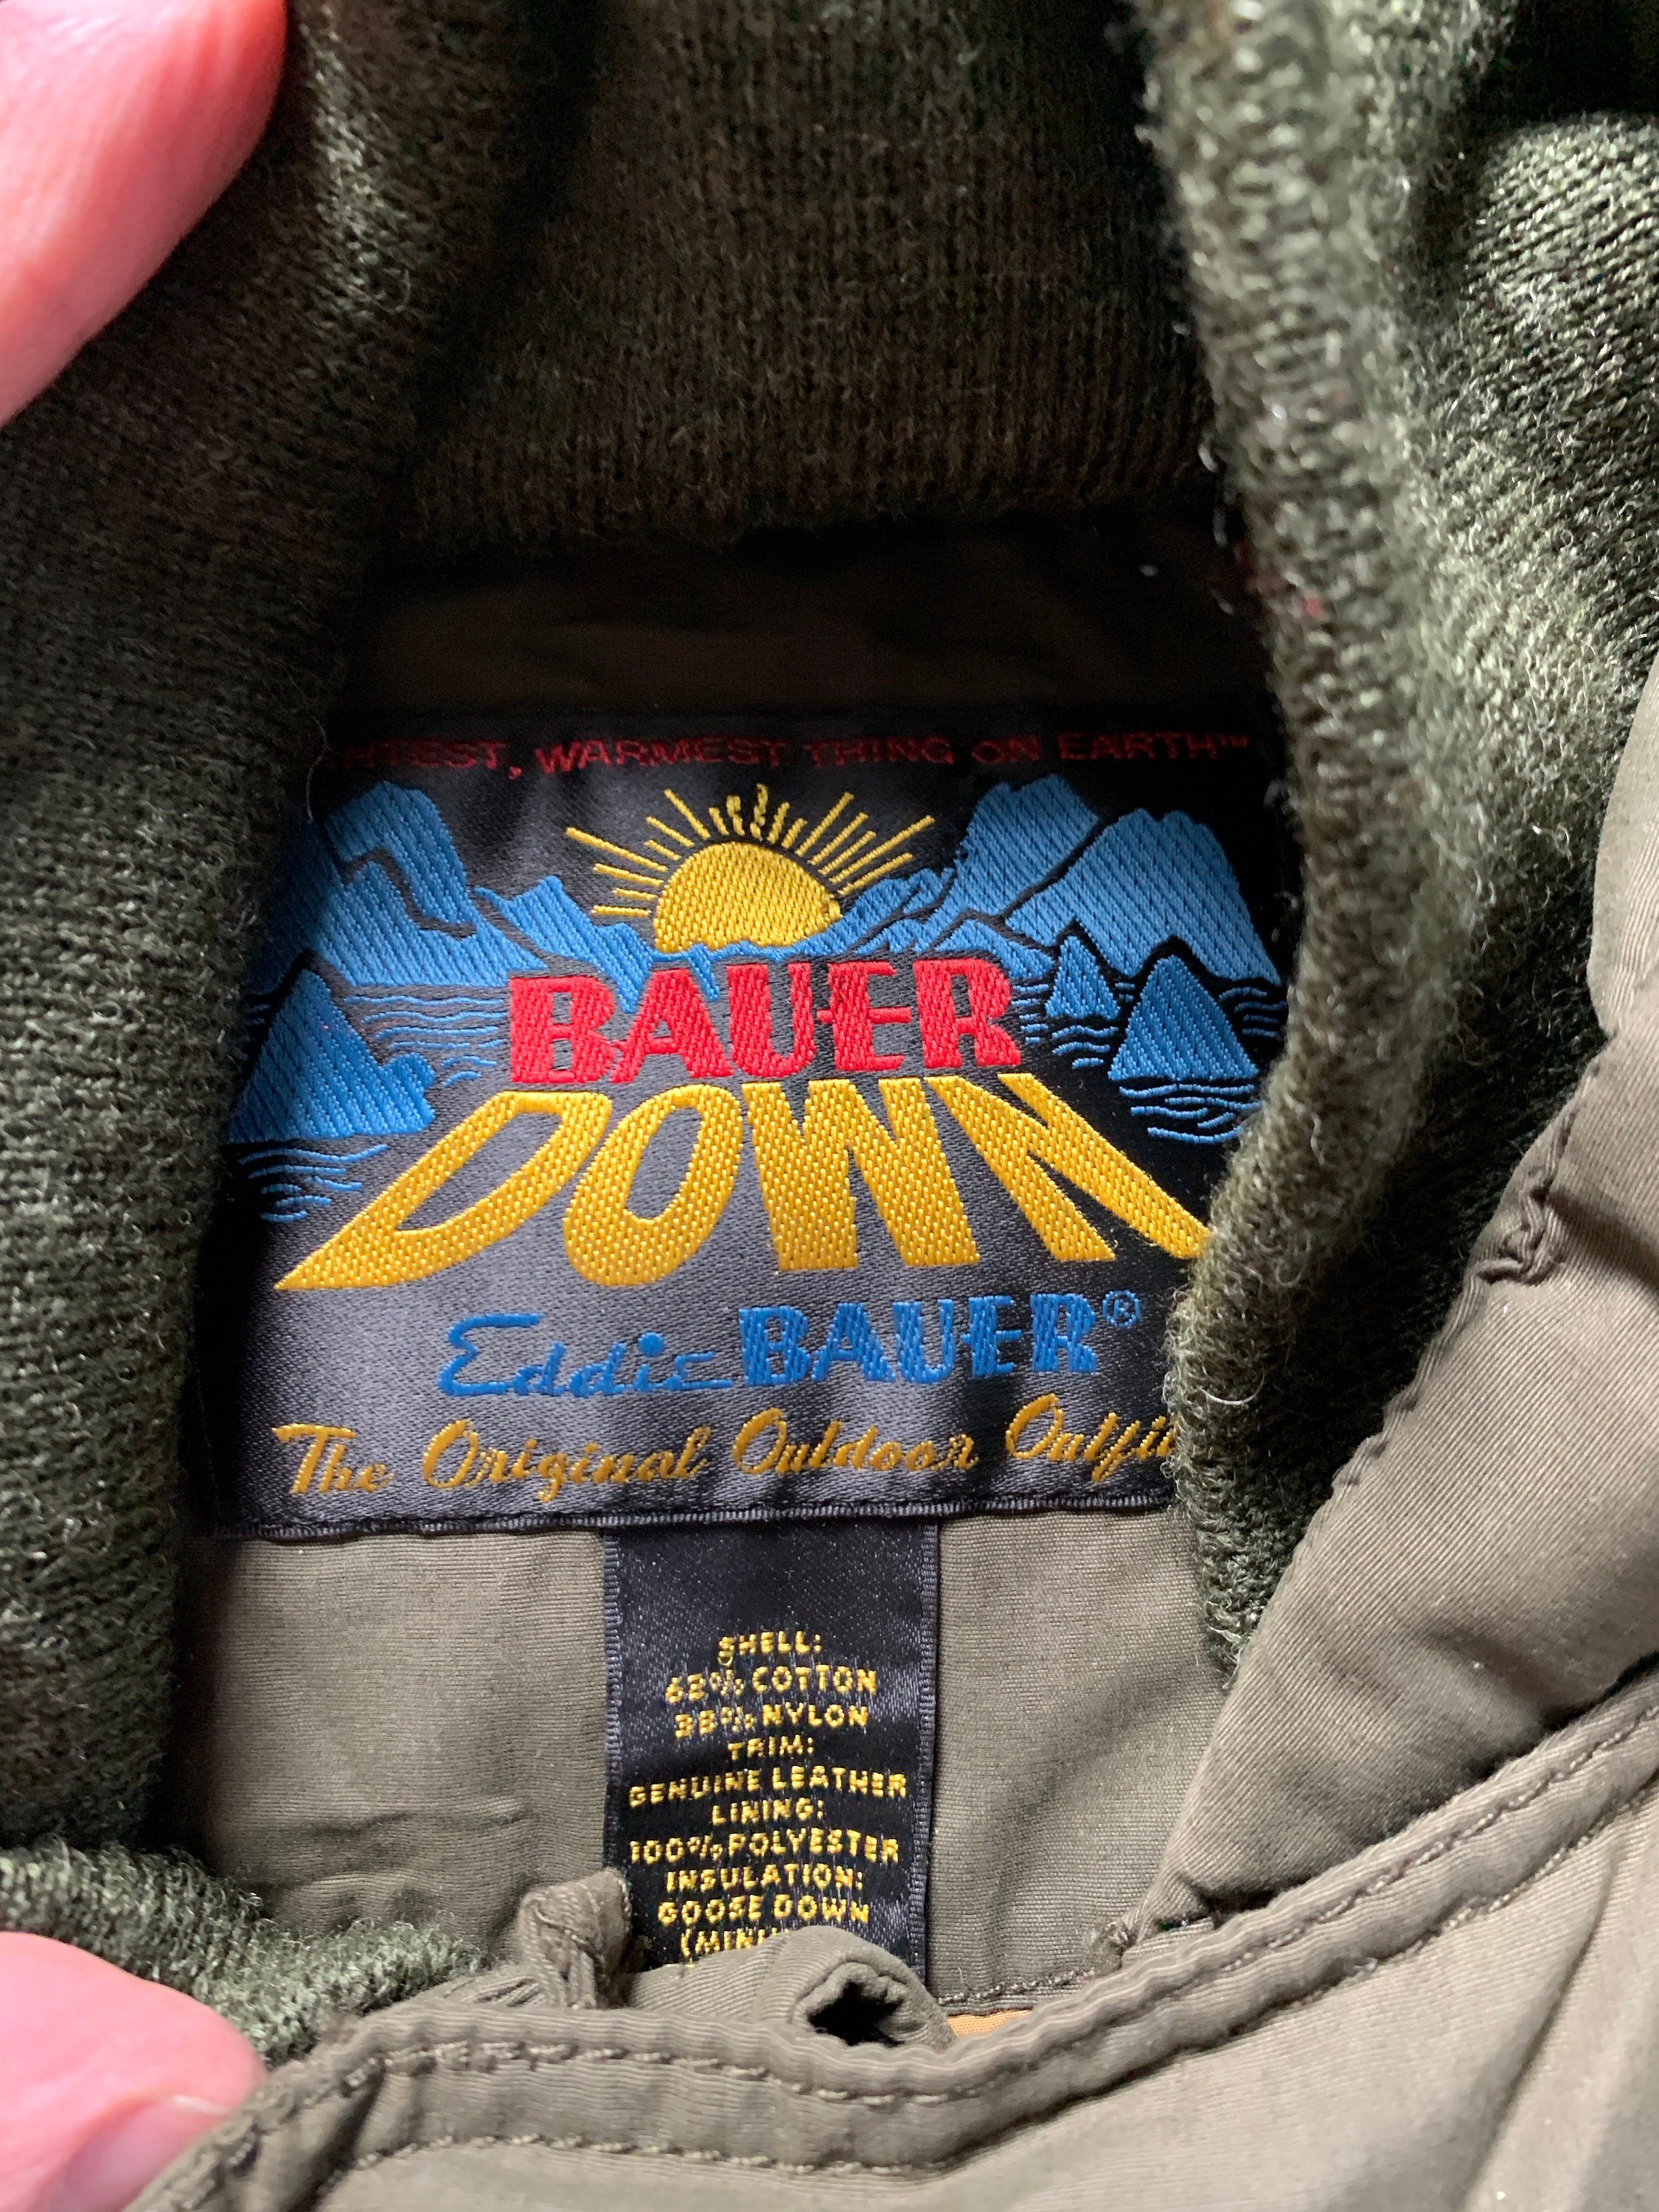 WARMEST THING ON EARTH™
BAUER
DOWN
Eddie BAUER®
The Original Outdoor
SHELL:
62% COTTON
38% NYLON
TRIM:
GENUINE LEATHER
LINING:
100% POLYESTER
INSULATION:
GOOSE DOWN